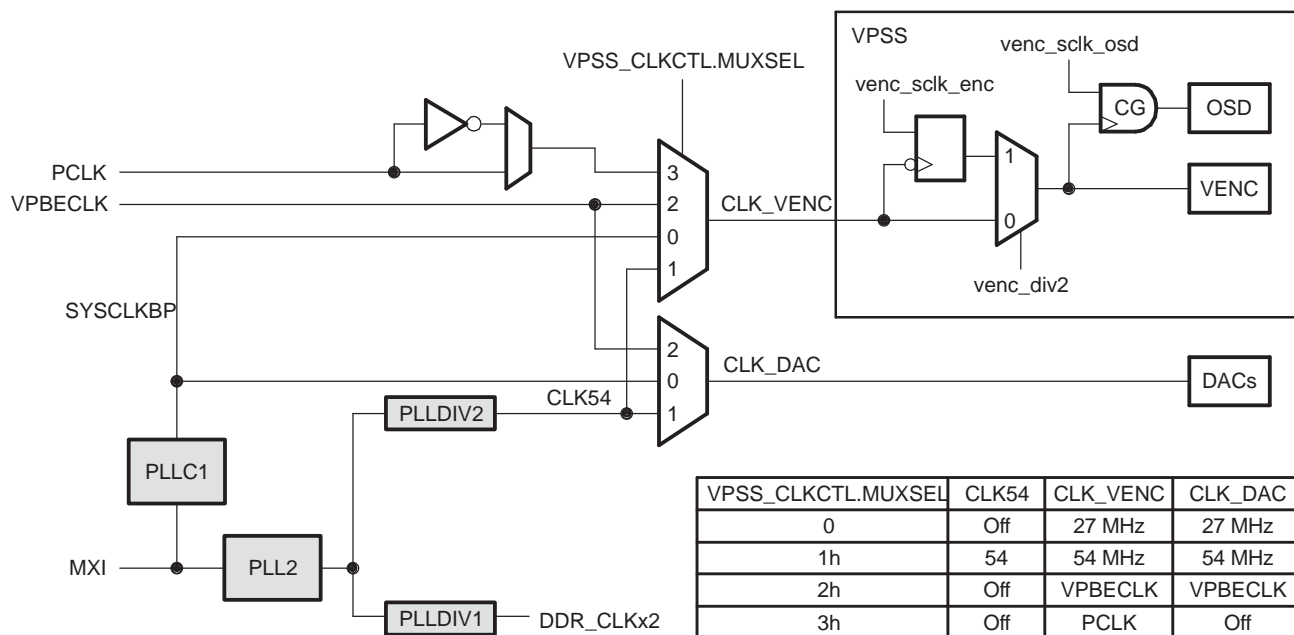 VPSS
venc_sclk_osd
VPSS_CLKCTL.MUXSEL
venc_sclk_enc
CG
OSD
PCLK
3
1
VPBECLK
2
CLK_VENC
VENC
0
0
1
venc_div2
SYSCLKBP
2
CLK_DAC
0
DACs
CLK54
1
PLLDIV2
PLLC1
MXI
PLL2
PLLDIV1
DDR_CLKx2
VPSS_CLKCTL.MUXSEL CLK54 CLK_VENC CLK_DAC
0 Off 27 MHz 27 MHz
1h 54 54 MHz 54 MHz
2h Off VPBECLK VPBECLK
3h Off PCLK Off